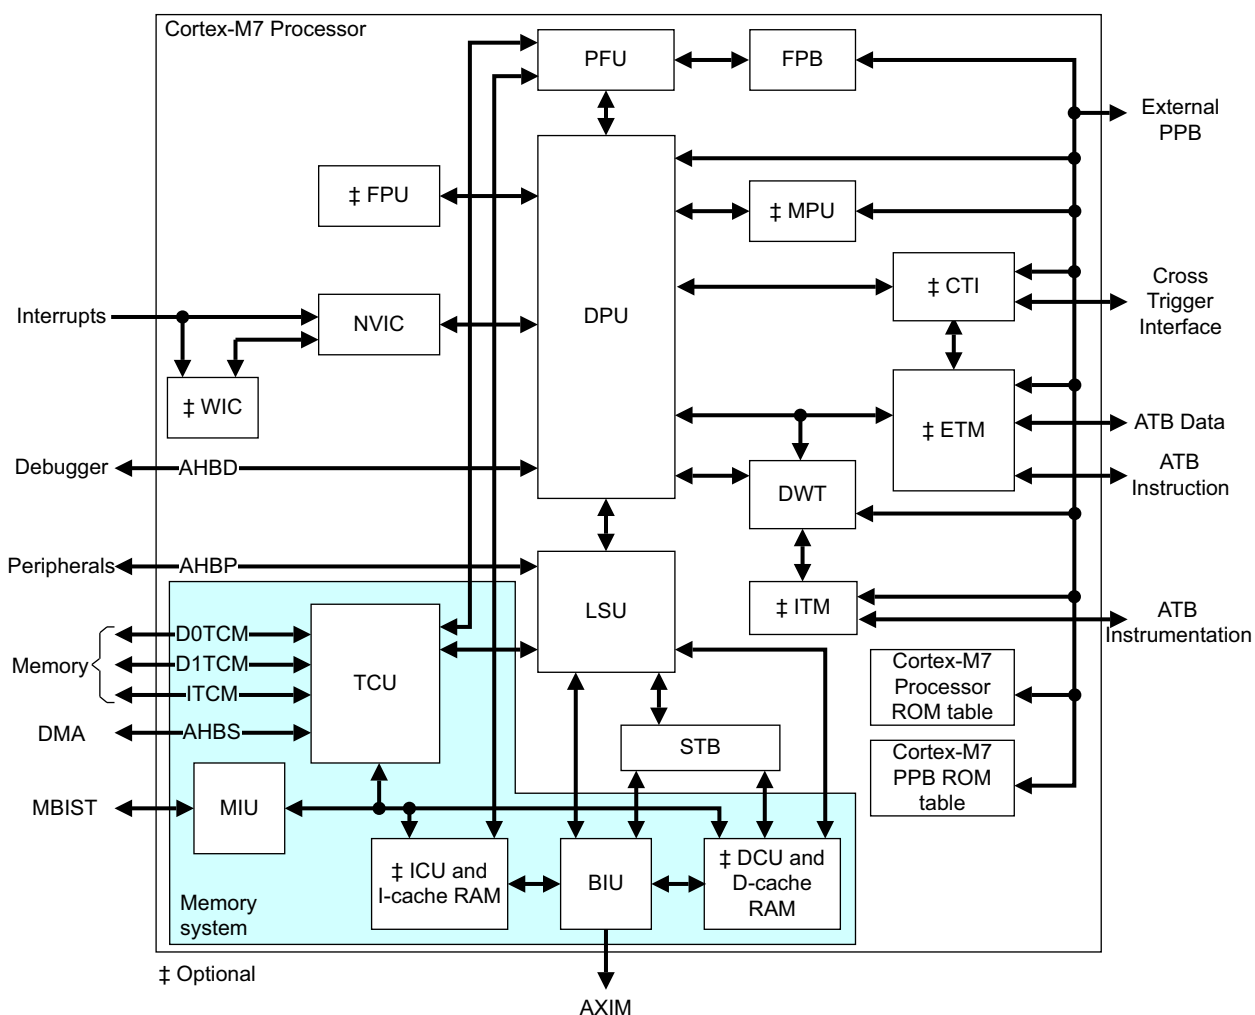 Cortex-M7 Processor
PFU
FPB
External
PPB
‡ FPU
‡ MPU
‡ CTI
Cross
Trigger
Interface
Interrupts
NVIC
DPU
‡ WIC
‡ ETM
ATB Data
Debugger
AHBD
DWT
ATB
Instruction
Peripherals
AHBP
LSU
‡ ITM
ATB
Instrumentation
Memory
D0TCM
D1TCM
ITCM
TCU
Cortex-M7
Processor
ROM table
DMA
AHBS
STB
Cortex-M7
PPB ROM
table
MBIST
MIU
‡ ICU and
I-cache RAM
BIU
‡ DCU and
D-cache
RAM
Memory
system
‡ Optional
AXIM